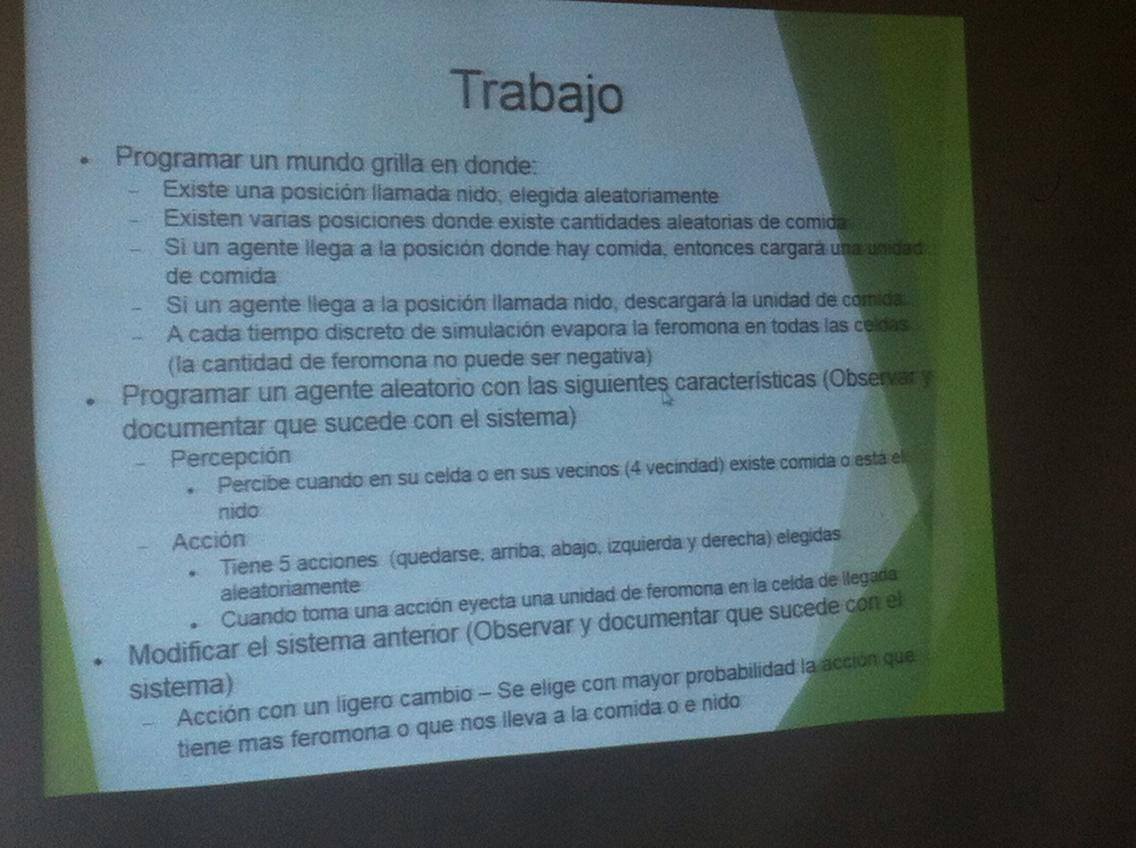 Trabajo
• Programar un mundo grilla en donde:
– Existe una posición llamada nido, elegida aleatoriamente
– Existen varias posiciones donde existe cantidades aleatorias de comida
– Si un agente llega a la posición donde hay comida, entonces cargará una unidad
de comida
– Si un agente llega a la posición llamada nido, descargará la unidad de comida.
– A cada tiempo discreto de simulación evapora la feromona en todas las celdas
(la cantidad de feromona no puede ser negativa)
• Programar un agente aleatorio con las siguientes características (Observar y
documentar que sucede con el sistema)
– Percepción
• Percibe cuando en su celda o en sus vecinos (4 vecindad) existe comida o está el
nido
– Acción
• Tiene 5 acciones (quedarse, arriba, abajo, izquierda y derecha) elegidas
aleatoriamente
• Cuando toma una acción eyecta una unidad de feromona en la celda de llegada
• Modificar el sistema anterior (Observar y documentar que sucede con el
sistema)
– Acción con un ligero cambio – Se elige con mayor probabilidad la acción que
tiene mas feromona o que nos lleva a la comida o e nido